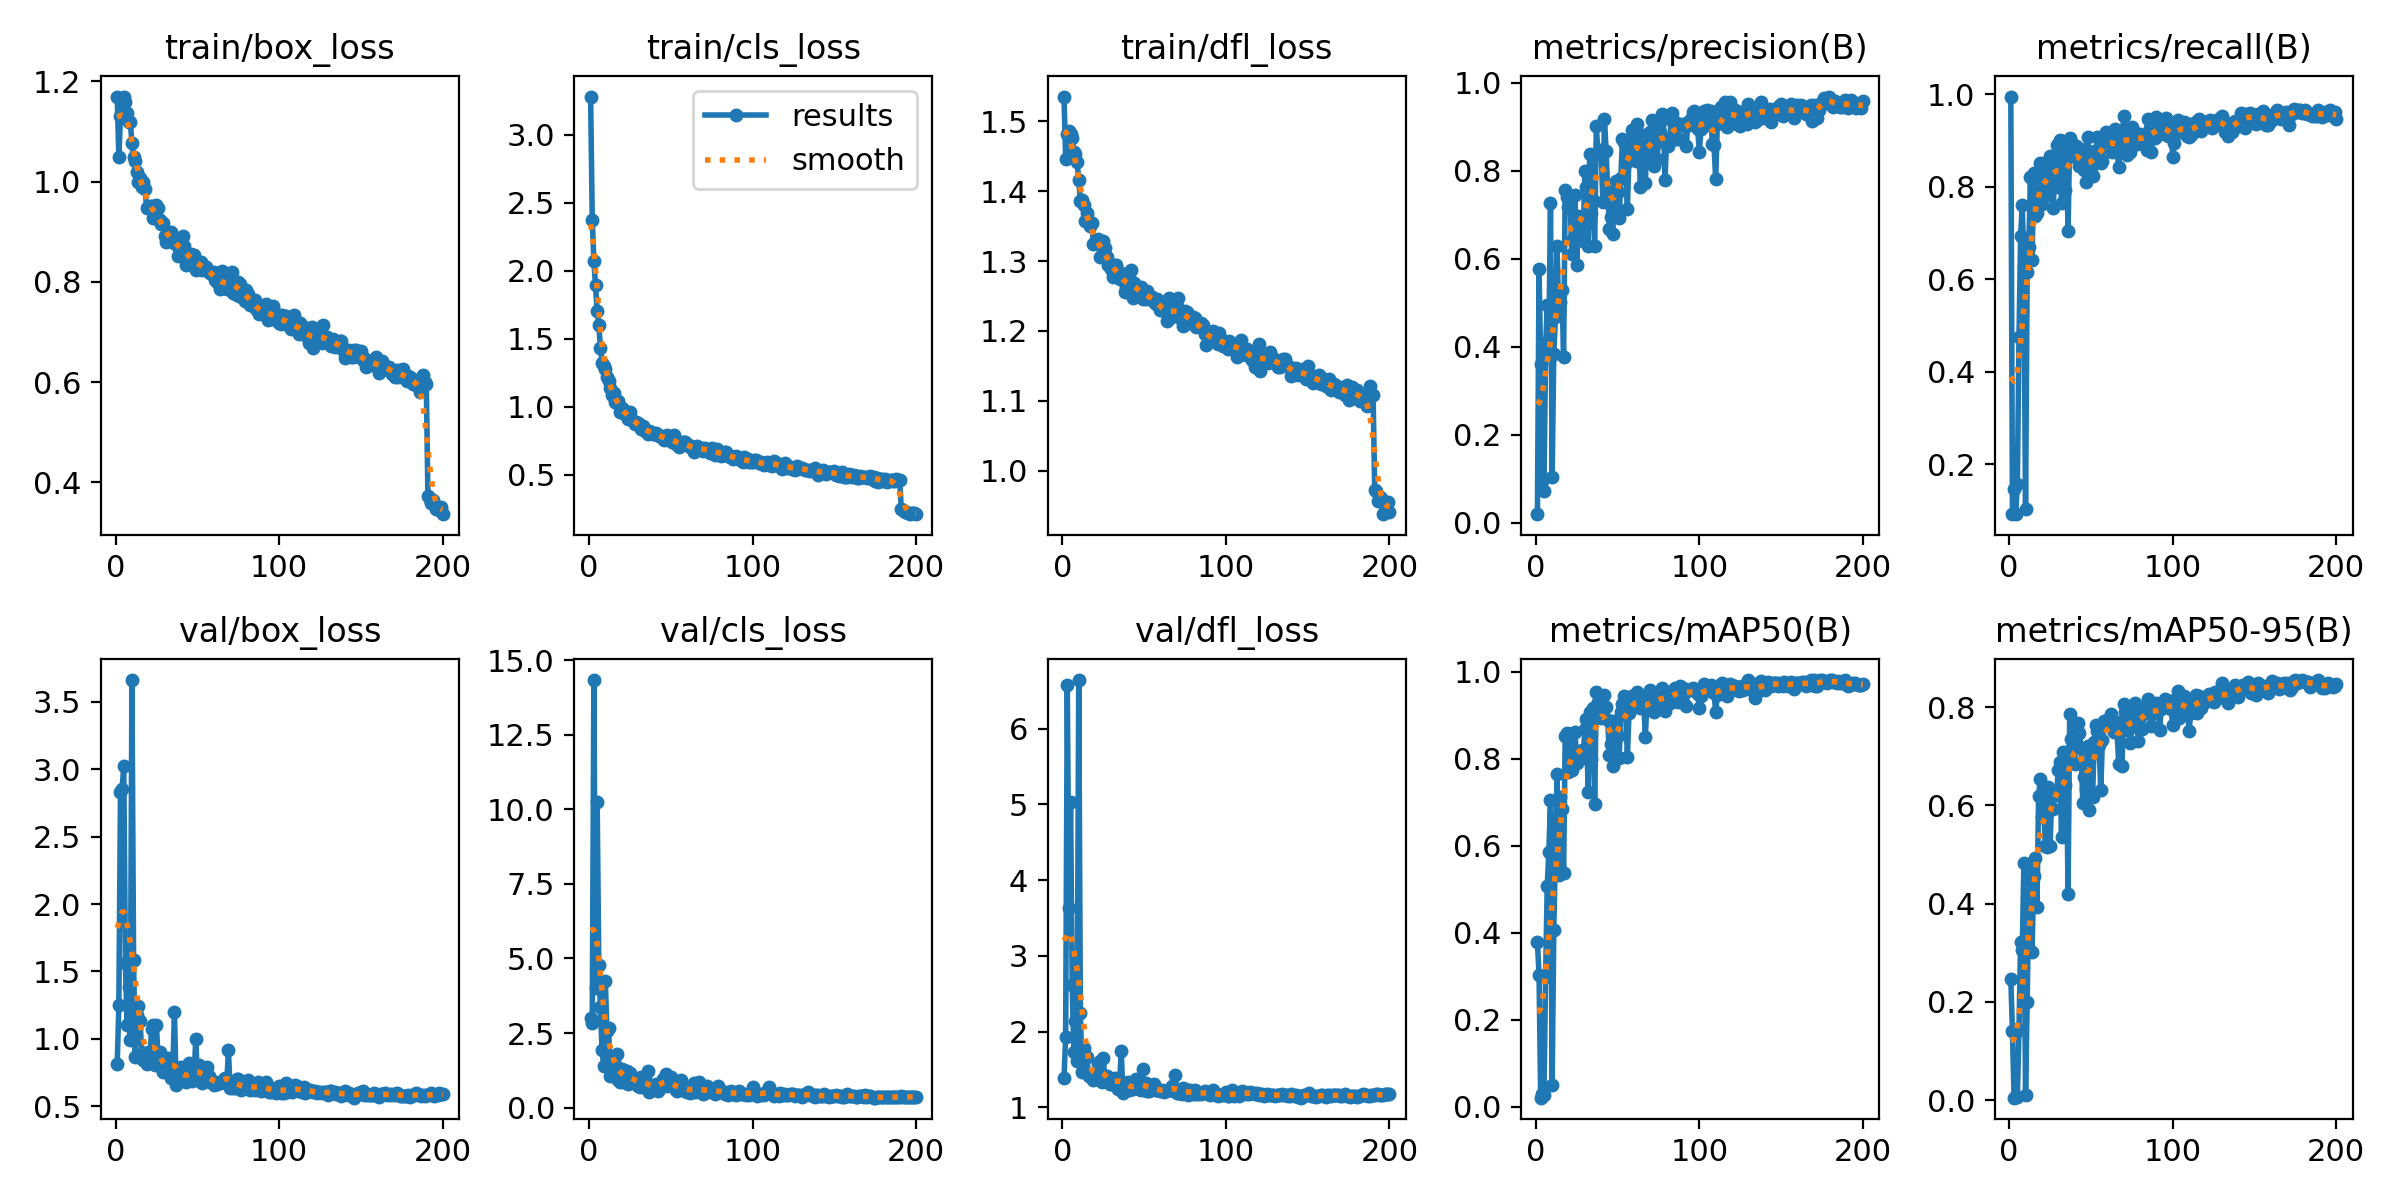 train/box_loss
1.2
1.0
0.8
0.6
0.4
0 100 200
train/cls_loss
results
smooth
3.0
2.5
2.0
1.5
1.0
0.5
0 100 200
train/dfl_loss
1.5
1.4
1.3
1.2
1.1
1.0
0 100 200
metrics/precision(B)
1.0
0.8
0.6
0.4
0.2
0.0
0 100 200
metrics/recall(B)
1.0
0.8
0.6
0.4
0.2
0 100 200
val/box_loss
3.5
3.0
2.5
2.0
1.5
1.0
0.5
0 100 200
val/cls_loss
15.0
12.5
10.0
7.5
5.0
2.5
0.0
0 100 200
val/dfl_loss
6
5
4
3
2
1
0 100 200
metrics/mAP50(B)
1.0
0.8
0.6
0.4
0.2
0.0
0 100 200
metrics/mAP50-95(B)
0.8
0.6
0.4
0.2
0.0
0 100 200